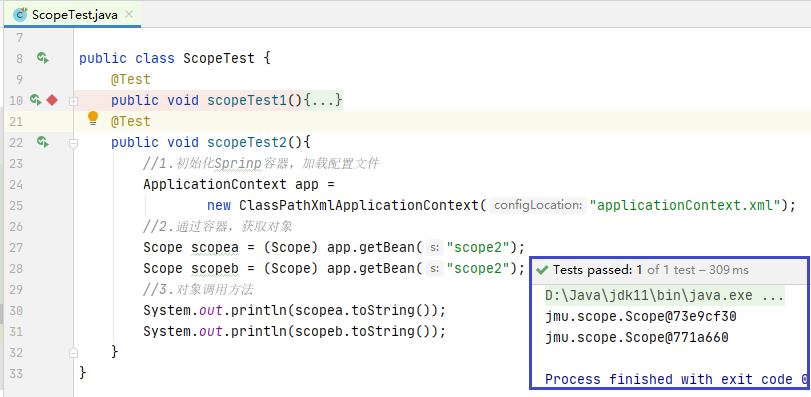 ScopeTest.java
7
8 public class ScopeTest {
9 @Test
10 public void scopeTest1(){...}
21 @Test
22 public void scopeTest2(){
23 //1.初始化Sprinp容器，加载配置文件
24 ApplicationContext app =
25 new ClassPathXmlApplicationContext( configLocation: "applicationContext.xml");
26 //2.通过容器，获取对象
27 Scope scopea = (Scope) app.getBean( s: "scope2");
28 Scope scopeb = (Scope) app.getBean( s: "scope2");
29 //3.对象调用方法
30 System.out.println(scopea.toString());
31 System.out.println(scopeb.toString());
32 }
33 }
Tests passed: 1 of 1 test – 309 ms
D:\Java\jdk11\bin\java.exe ...
jmu.scope.Scope@73e9cf30
jmu.scope.Scope@771a660
Process finished with exit code 0